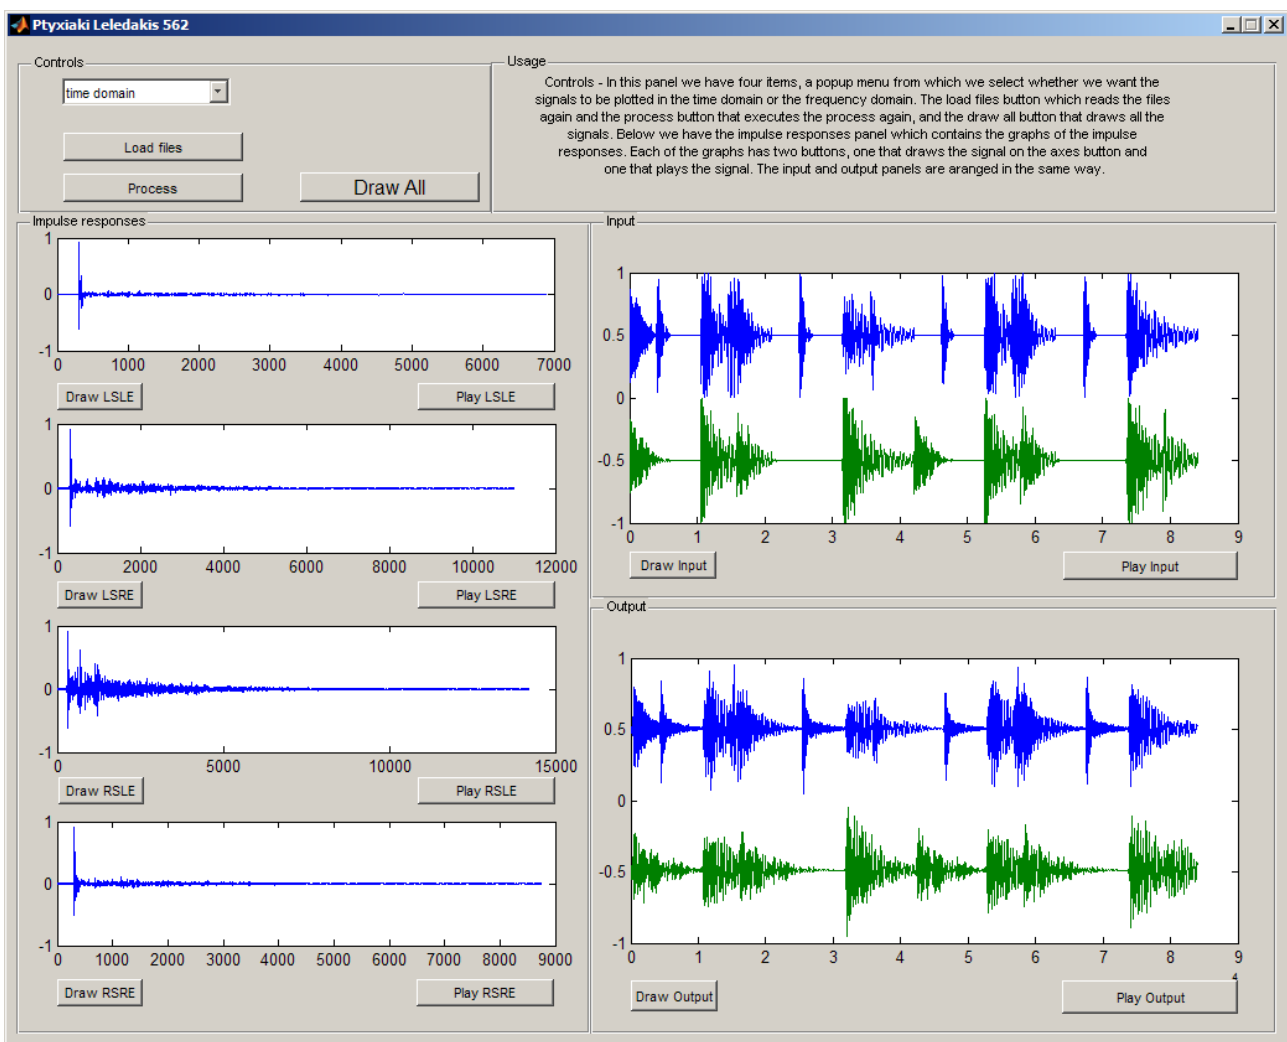 Ptyxiaki Leledakis 562
Controls
time domain
Load files
Process
Draw All
Usage
Controls - In this panel we have four items, a popup menu from which we select whether we want the
signals to be plotted in the time domain or the frequency domain. The load files button which reads the files
again and the process button that executes the process again, and the draw all button that draws all the
signals. Below we have the impulse responses panel which contains the graphs of the impulse
responses. Each of the graphs has two buttons, one that draws the signal on the axes button and
one that plays the signal. The input and output panels are aranged in the same way.
Impulse responses
1
0
-1
0 1000 2000 3000 4000 5000 6000 7000
Draw LSLE Play LSLE
1
0
-1
0 2000 4000 6000 8000 10000 12000
Draw LSRE Play LSRE
1
0
-1
0 5000 10000 15000
Draw RSLE Play RSLE
1
0
-1
0 1000 2000 3000 4000 5000 6000 7000 8000 9000
Draw RSRE Play RSRE
Input
1
0.5
0
-0.5
-1
0 1 2 3 4 5 6 7 8 9
Draw Input Play Input
Output
1
0.5
0
-0.5
-1
0 1 2 3 4 5 6 7 8 9
4
Draw Output Play Output